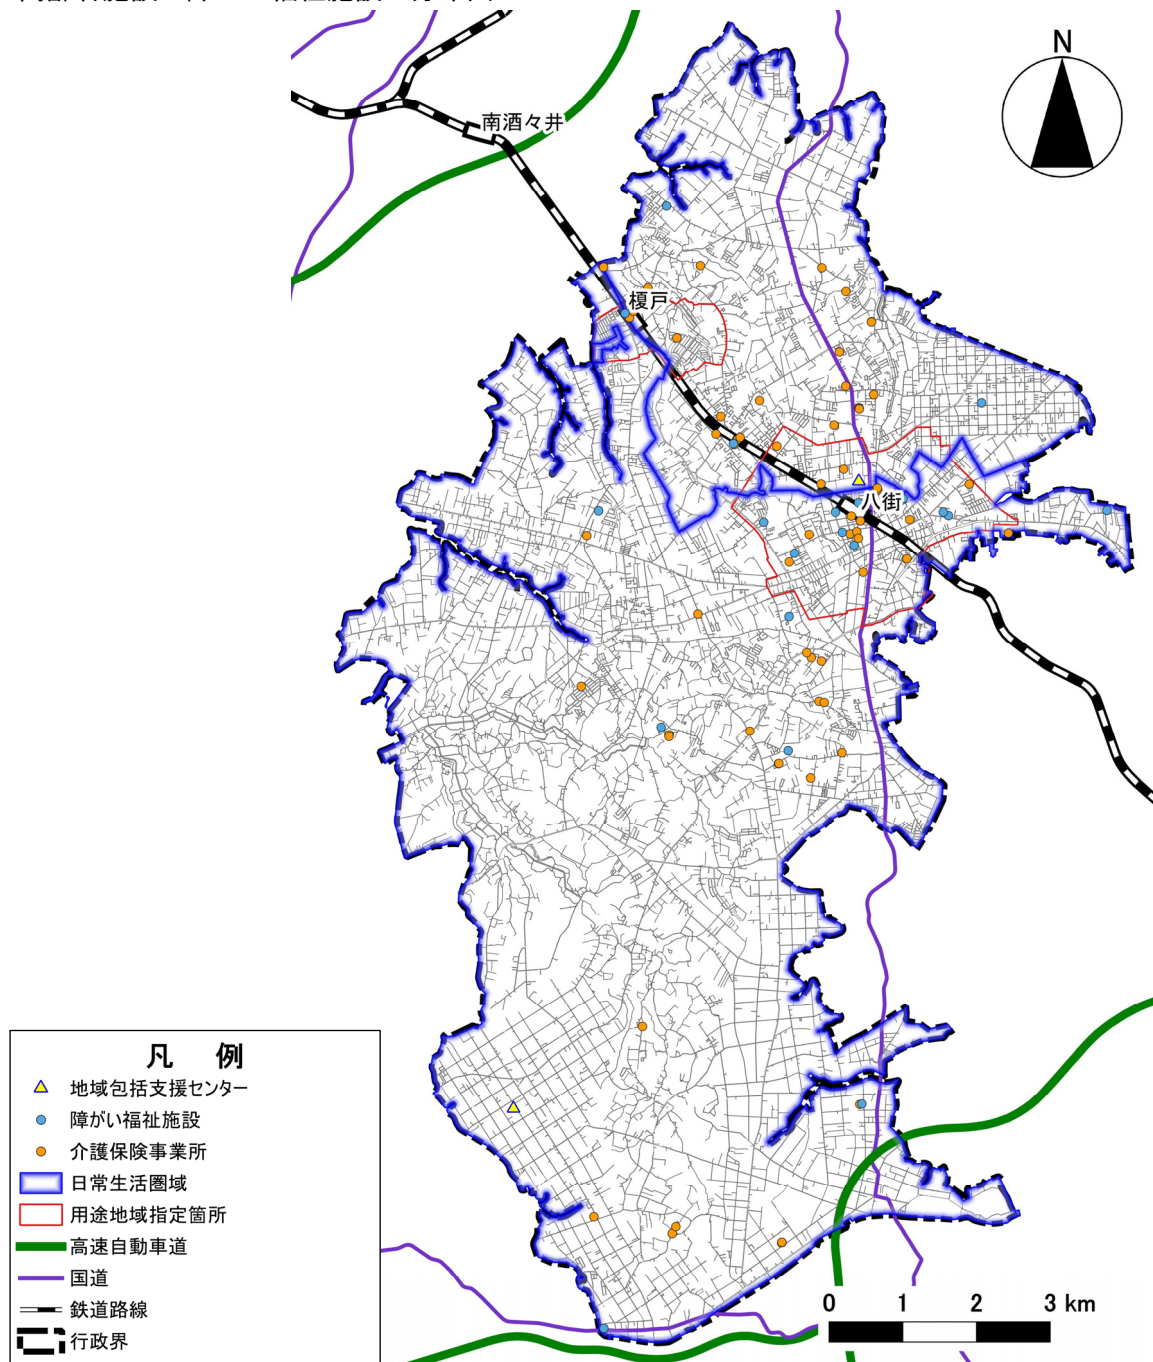 N
南酒々井
榎戸
八街
凡 例
地域包括支援センター
障がい福祉施設
介護保険事業所
日常生活圏域
用途地域指定箇所
高速自動車道
国道
鉄道路線
行政界
0 1 2 3 km